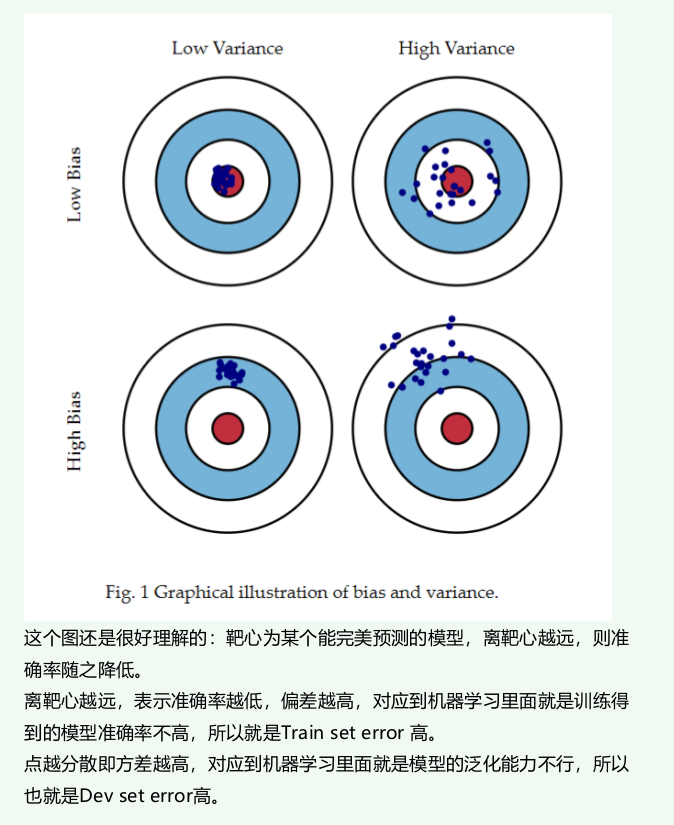 Low Variance
High Variance
Low Bias
High Bias
Fig. 1 Graphical illustration of bias and variance.
这个图还是很好理解的：靶心为某个能完美预测的模型，离靶心越远，则准
确率随之降低。
离靶心越远，表示准确率越低，偏差越高，对应到机器学习里面就是训练得
到的模型准确率不高，所以就是Train set error 高。
点越分散即方差越高，对应到机器学习里面就是模型的泛化能力不行，所以
也就是Dev set error高。